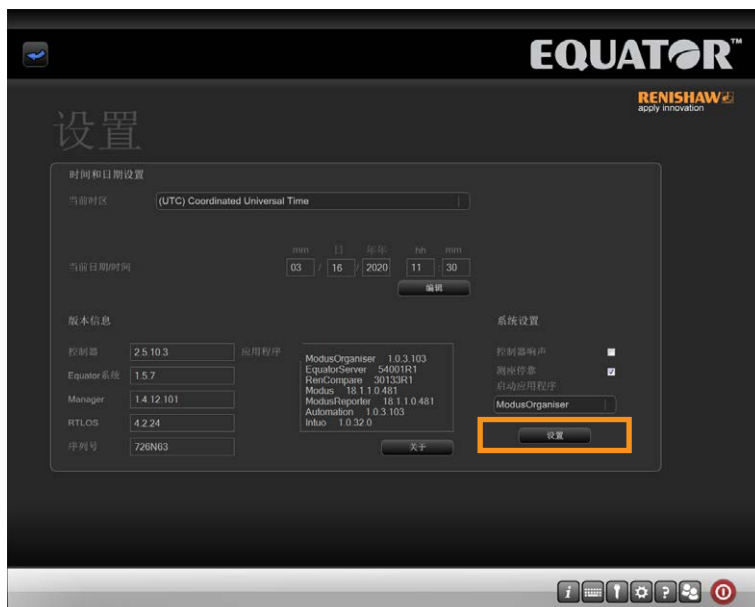 EQUATOR™
RENISHAW
apply innovation
设置
时间和日期设置
当前时区
(UTC) Coordinated Universal Time
mm 日 年年 hh mm
当前日期/时间
03 / 16 / 2020 11 : 30
编辑
版本信息
控制器 2.5.10.3
Equator系统 1.5.7
Manager 1.4.12.101
RTLOS 4.2.24
序列号 726N63
应用程序
ModusOrganiser 1.0.3.103
EquatorServer 54001R1
RenCompare 30133R1
Modus 18.1.1.0.481
ModusReporter 18.1.1.0.481
Automation 1.0.3.103
Intuo 1.0.32.0
关于
系统设置
控制器响声
测座停靠
启动应用程序
ModusOrganiser
设置